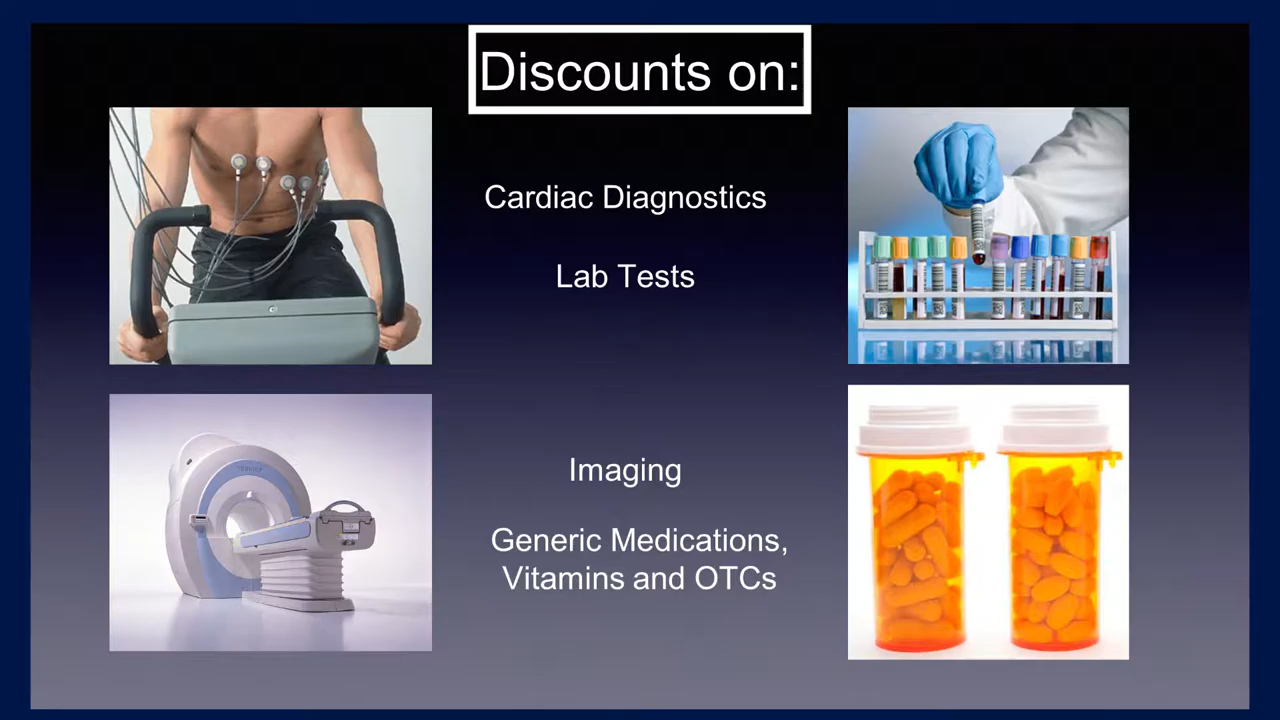 Discounts on:
Cardiac Diagnostics
Lab Tests
Imaging
Generic Medications,
Vitamins and OTCs